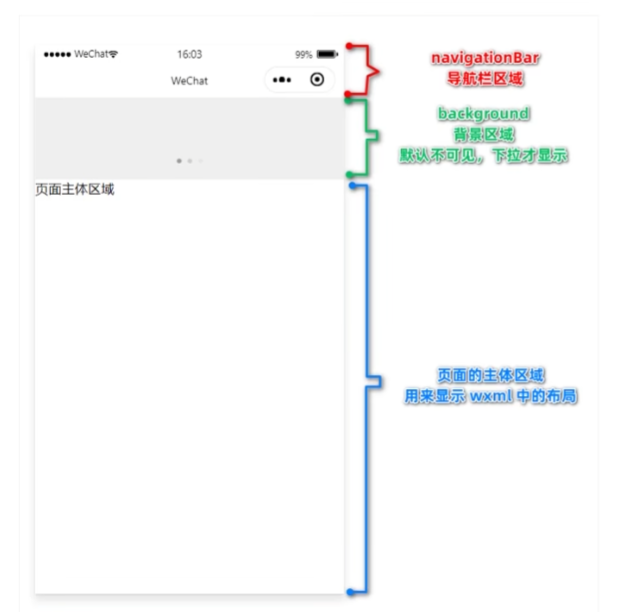 WeChat 16:03 99%
WeChat
页面主体区域
navigationBar
导航栏区域
background
背景区域
默认不可见，下拉才显示
页面的主体区域
用来显示 wxml 中的布局